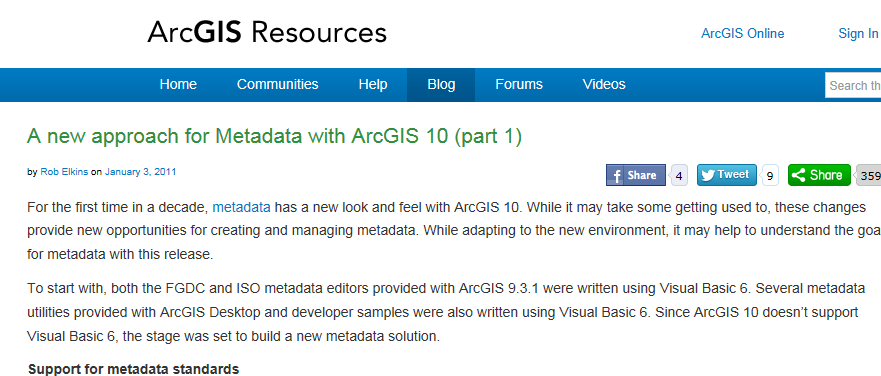 ArcGIS Resources
ArcGIS Online Sign In
Home Communities Help Blog Forums Videos Search th
A new approach for Metadata with ArcGIS 10 (part 1)
by Rob Elkins on January 3, 2011
Share 4 Tweet 9 Share 359
For the first time in a decade, metadata has a new look and feel with ArcGIS 10. While it may take some getting used to, these changes
provide new opportunities for creating and managing metadata. While adapting to the new environment, it may help to understand the goa
for metadata with this release.
To start with, both the FGDC and ISO metadata editors provided with ArcGIS 9.3.1 were written using Visual Basic 6. Several metadata
utilities provided with ArcGIS Desktop and developer samples were also written using Visual Basic 6. Since ArcGIS 10 doesn’t support
Visual Basic 6, the stage was set to build a new metadata solution.
Support for metadata standards